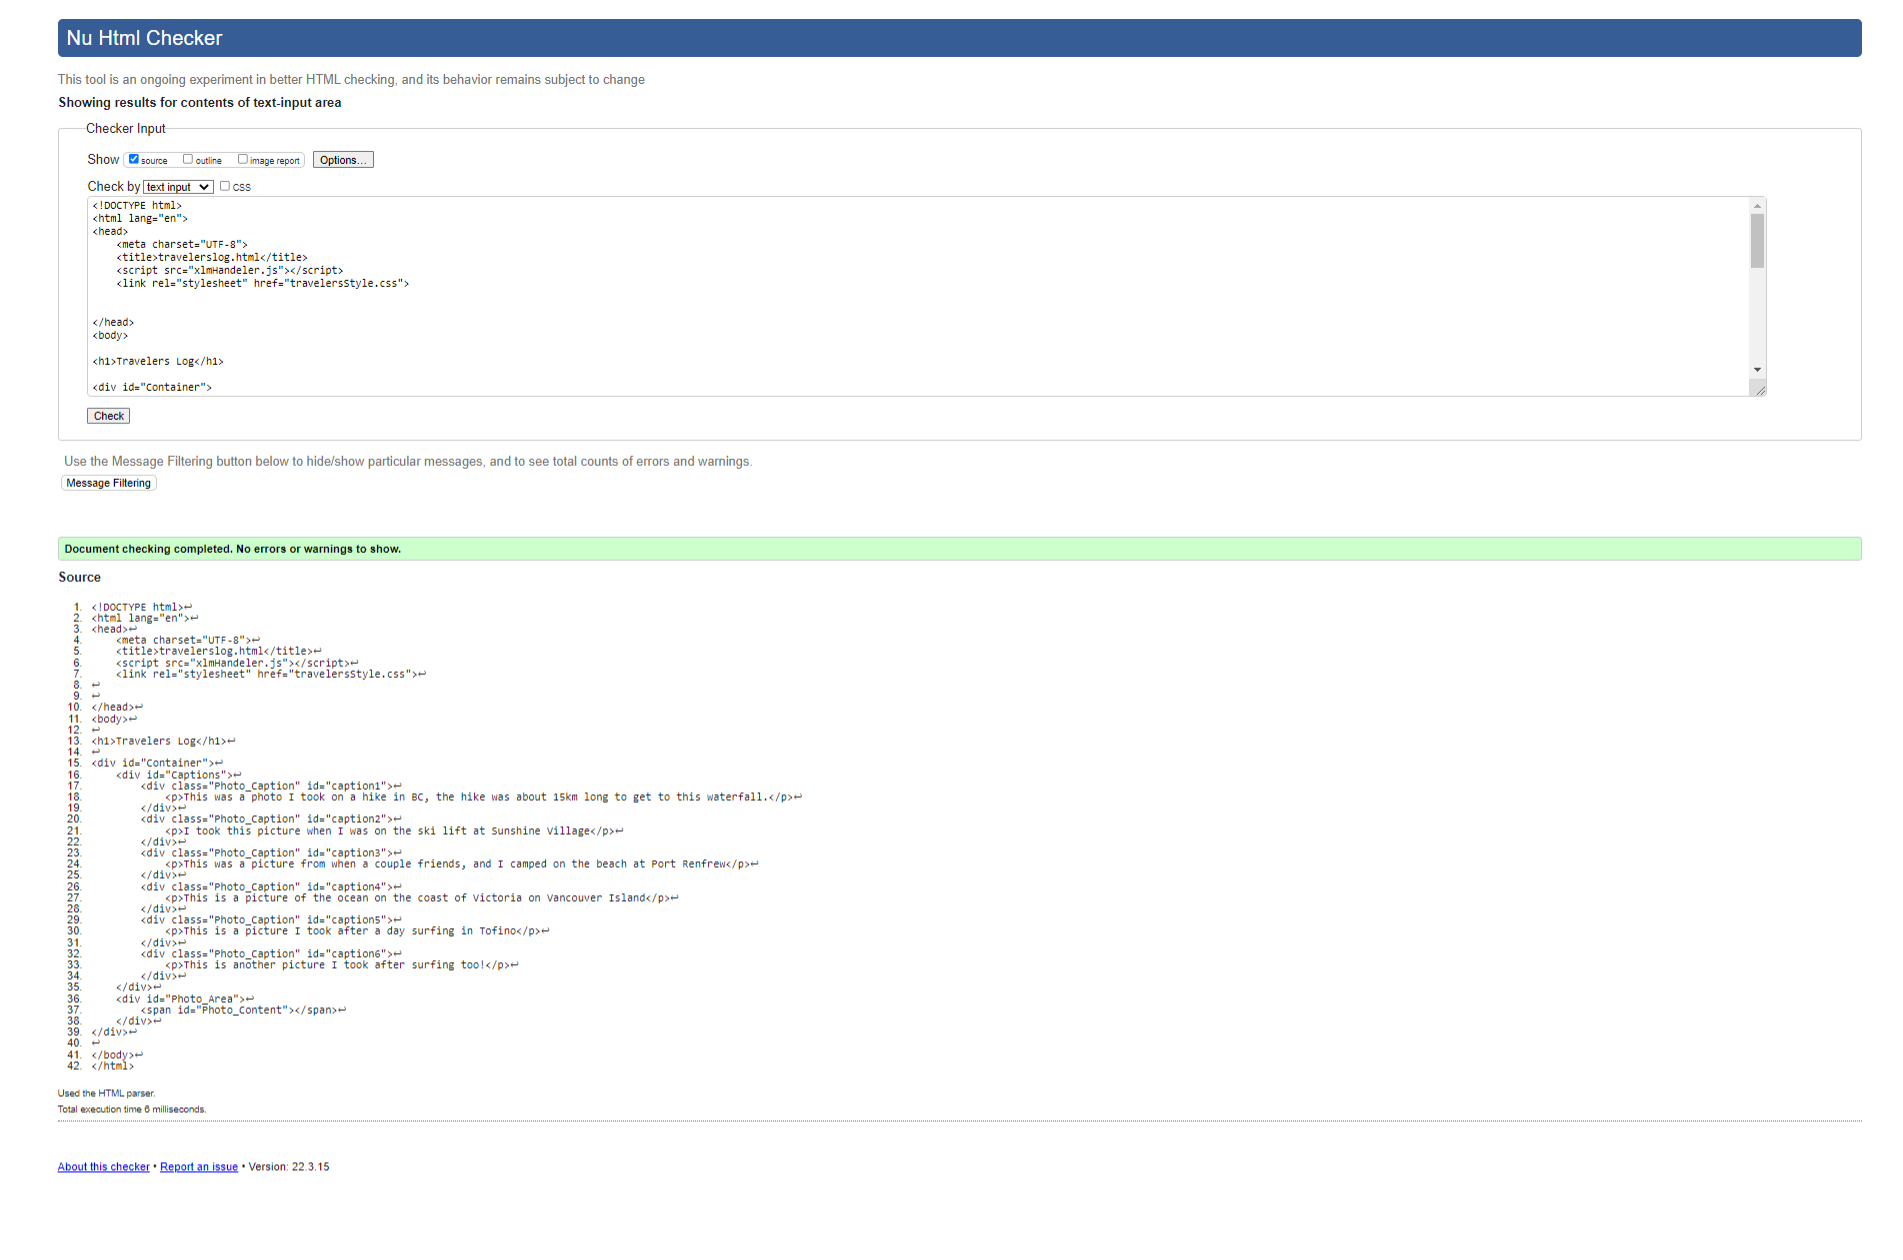 Nu Html Checker
This tool is an ongoing experiment in better HTML checking, and its behavior remains subject to change
Showing results for contents of text-input area
Checker Input
Show source outline image report Options...
Check by text input css
<!DOCTYPE html>
<html lang="en">
<head>
    <meta charset="UTF-8">
    <title>travelerslog.html</title>
    <script src="xlmHandeler.js"></script>
    <link rel="stylesheet" href="travelersStyle.css">
</head>
<body>
<h1>Travelers Log</h1>
<div id="Container">
Check
Use the Message Filtering button below to hide/show particular messages, and to see total counts of errors and warnings.
Message Filtering
Document checking completed. No errors or warnings to show.
Source
1. <!DOCTYPE html>↩
2. <html lang="en">↩
3. <head>↩
4.     <meta charset="UTF-8">↩
5.     <title>travelerslog.html</title>↩
6.     <script src="xlmHandeler.js"></script>↩
7.     <link rel="stylesheet" href="travelersStyle.css">↩
8. ↩
9. ↩
10. </head>↩
11. <body>↩
12. ↩
13. <h1>Travelers Log</h1>↩
14. ↩
15. <div id="Container">↩
16.     <div id="Captions">↩
17.         <div class="Photo_Caption" id="caption1">↩
18.             <p>This was a photo I took on a hike in BC, the hike was about 15km long to get to this waterfall.</p>↩
19.         </div>↩
20.         <div class="Photo_Caption" id="caption2">↩
21.             <p>I took this picture when I was on the ski lift at Sunshine Village</p>↩
22.         </div>↩
23.         <div class="Photo_Caption" id="caption3">↩
24.             <p>This was a picture from when a couple friends, and I camped on the beach at Port Renfrew</p>↩
25.         </div>↩
26.         <div class="Photo_Caption" id="caption4">↩
27.             <p>This is a picture of the ocean on the coast of Victoria on Vancouver Island</p>↩
28.         </div>↩
29.         <div class="Photo_Caption" id="caption5">↩
30.             <p>This is a picture I took after a day surfing in Tofino</p>↩
31.         </div>↩
32.         <div class="Photo_Caption" id="caption6">↩
33.             <p>This is another picture I took after surfing too!</p>↩
34.         </div>↩
35.     </div>↩
36.     <div id="Photo_Area">↩
37.         <span id="Photo_Content"></span>↩
38.     </div>↩
39. </div>↩
40. ↩
41. </body>↩
42. </html>
Used the HTML parser.
Total execution time 6 milliseconds.
About this checker • Report an issue • Version: 22.3.15